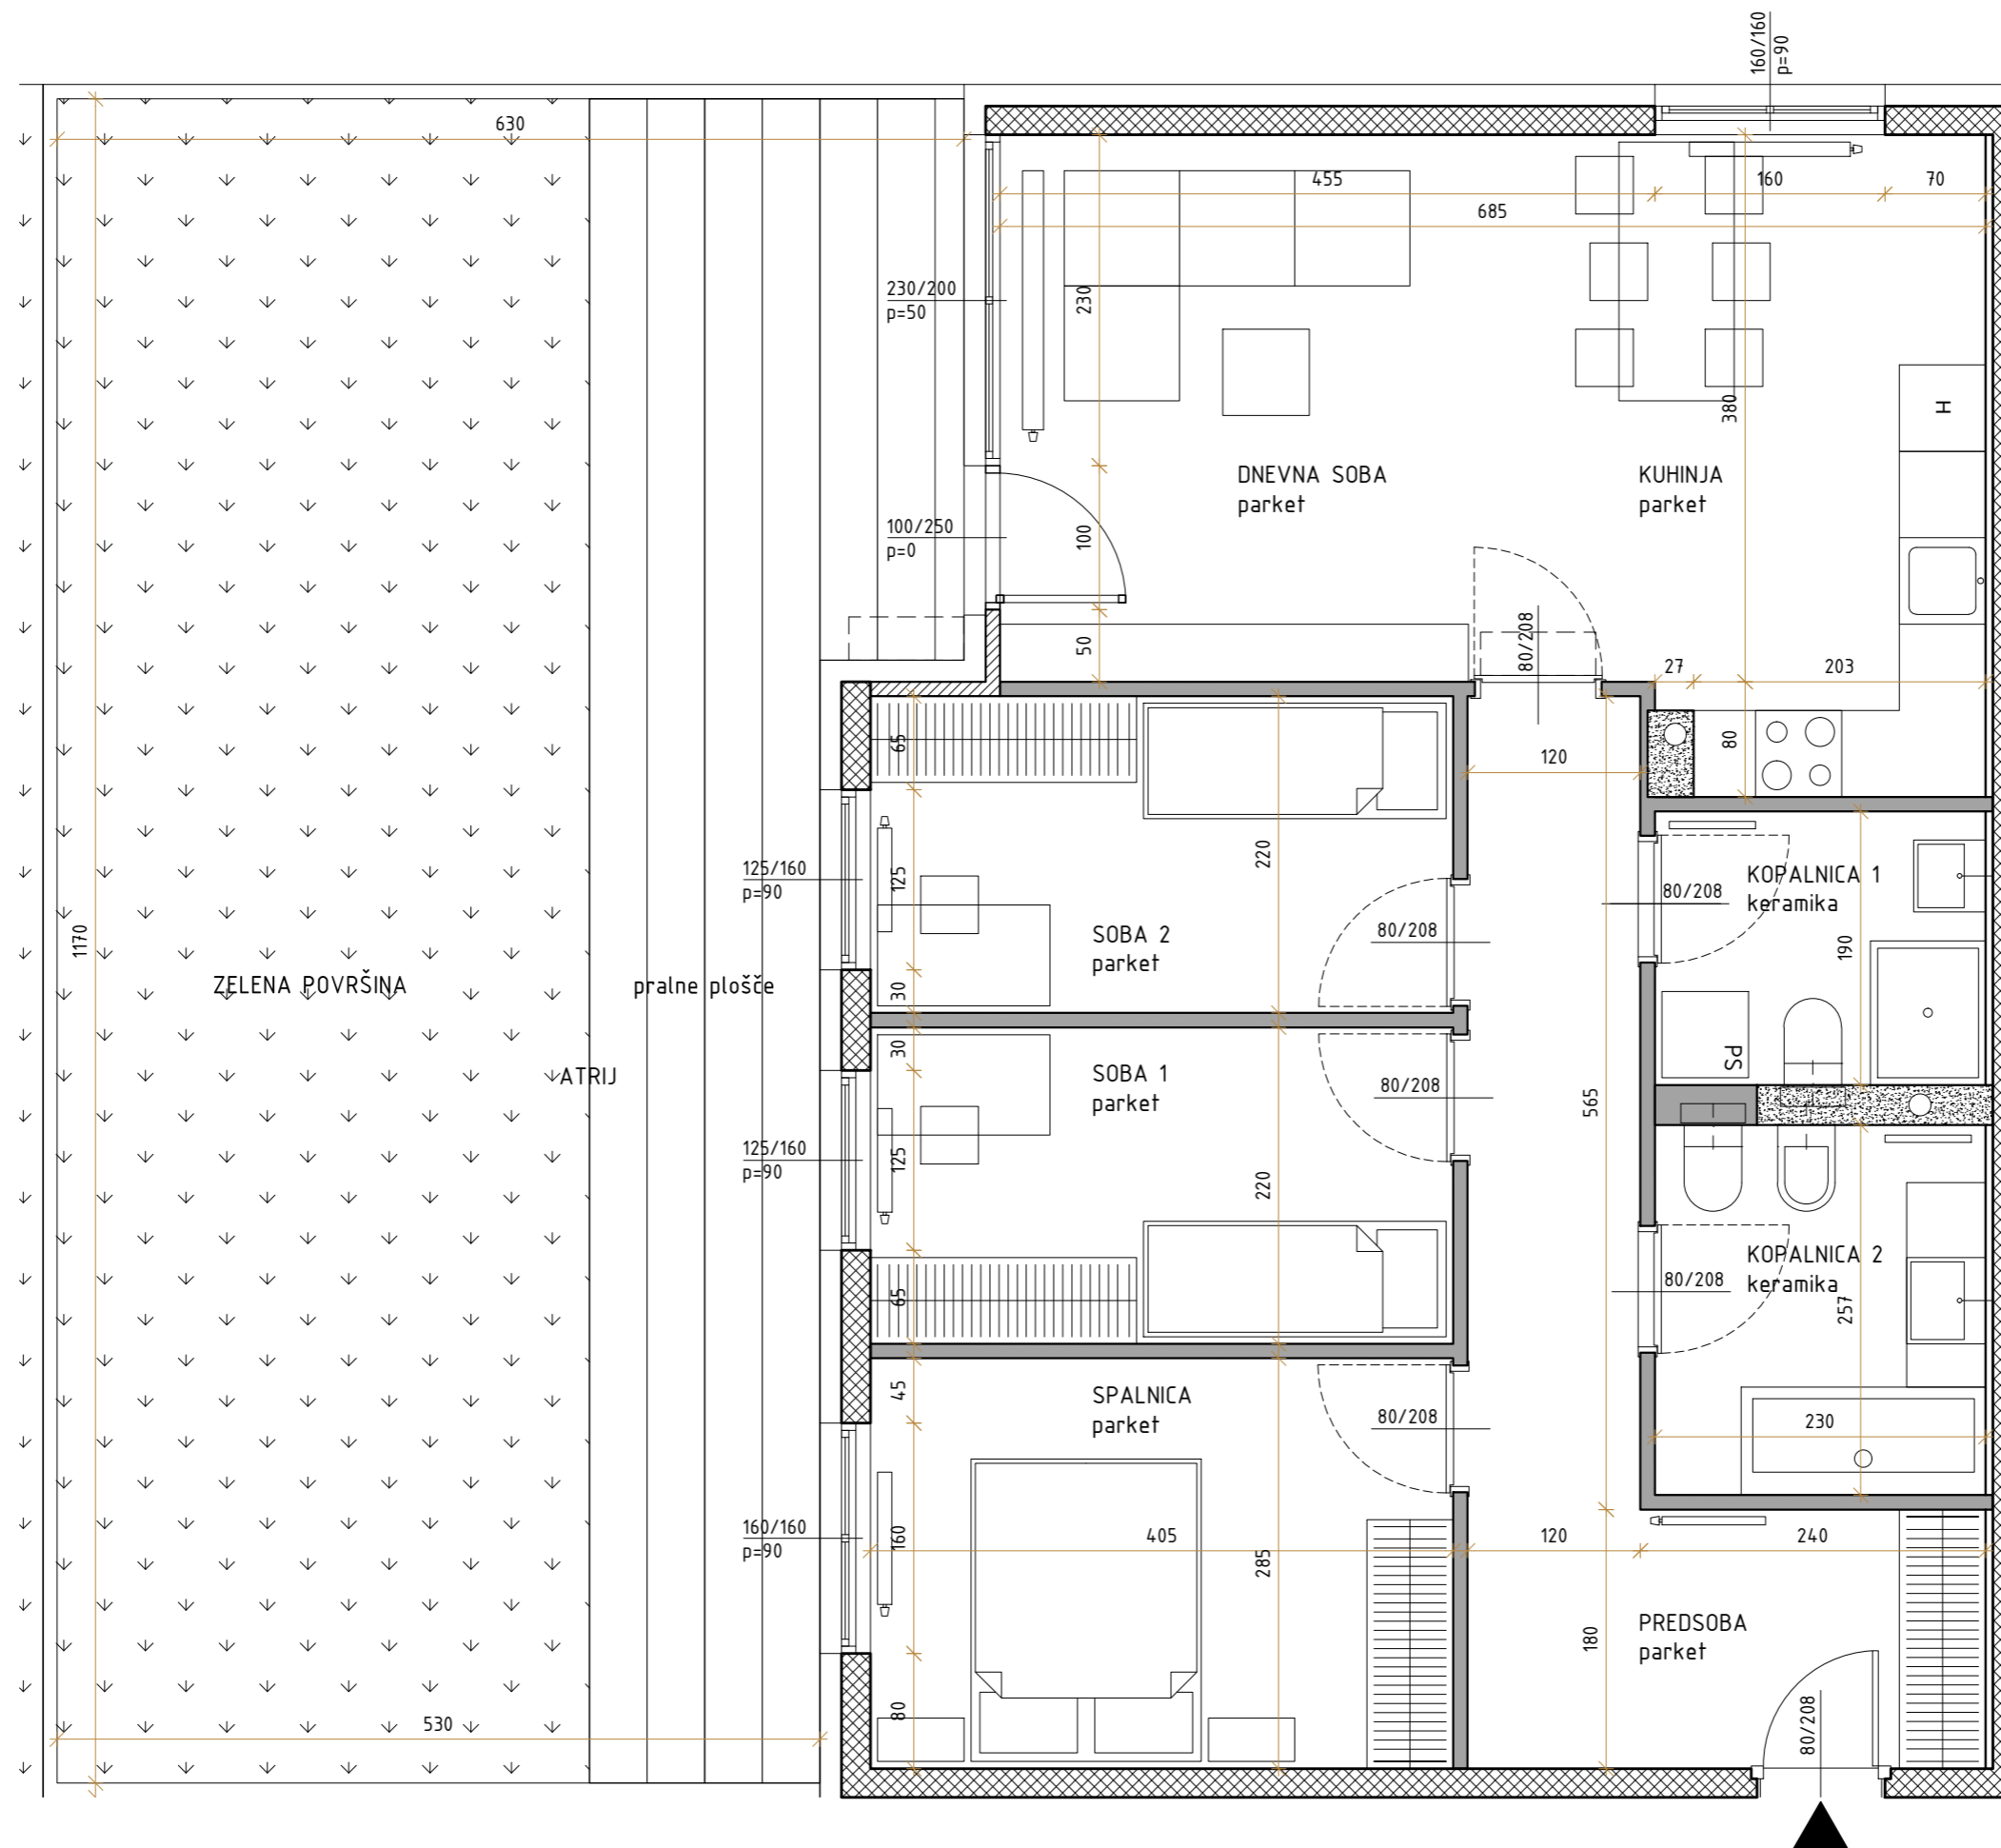 160/160
p=90
630
455
160
70
685
230/200
p=50
230
380
H
DNEVNA SOBA
parket
KUHINJA
parket
100/250
p=0
100
50
80/208
27
203
65
120
80
125/160
p=90
125
220
KOPALNICA 1
keramika
80/208
SOBA 2
parket
80/208
190
1170
ZELENA POVRŠINA
pralne plošče
30
30
ATRIJ
SOBA 1
parket
80/208
PS
565
125/160
p=90
125
220
KOPALNICA 2
keramika
80/208
257
65
45
SPALNICA
parket
80/208
230
160/160
p=90
160
405
285
120
240
PREDSOBA
parket
180
80
530
80/208